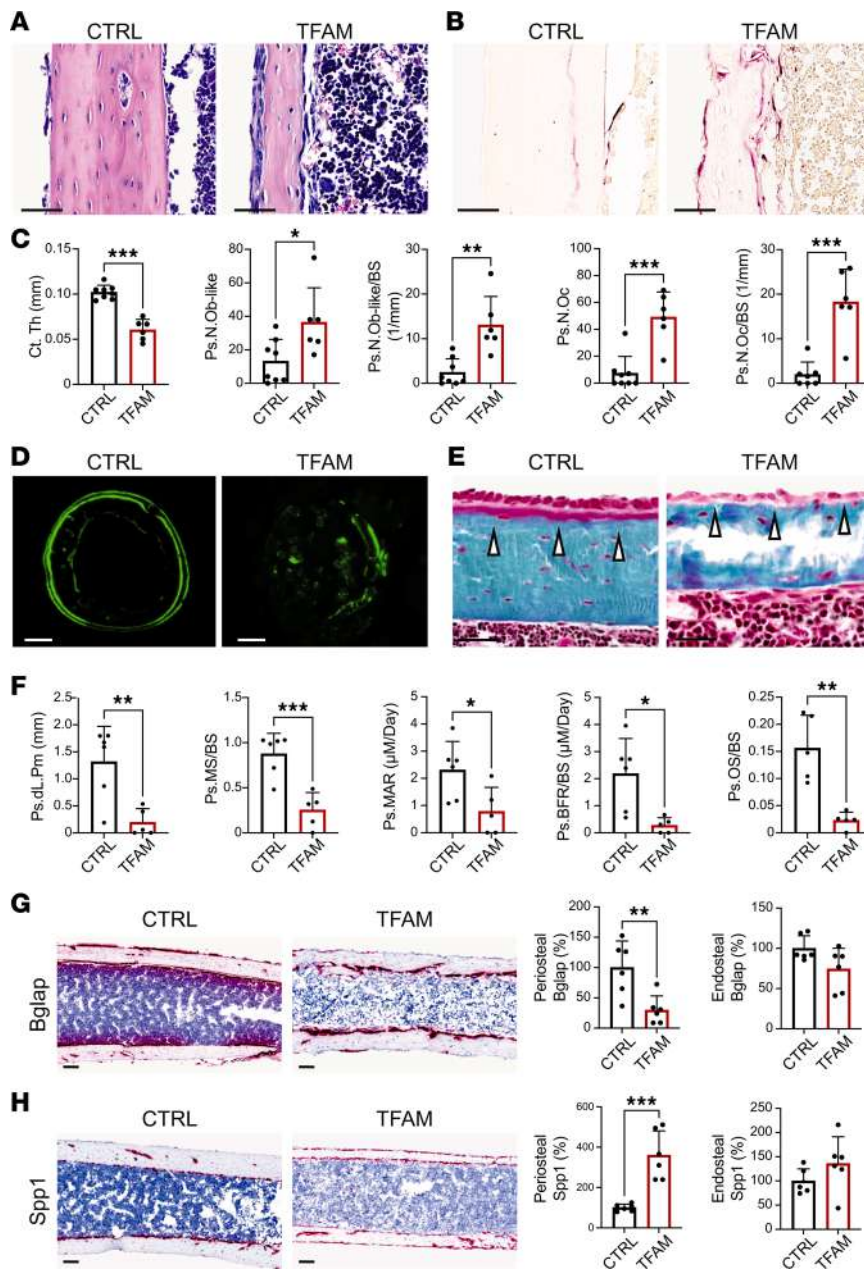 A
CTRL
TFAM
B
CTRL
TFAM
C
Ct. Th (mm)
0.15
0.10
0.05
0.00
***
CTRL
TFAM
Ps.N.Ob-like
80
60
40
20
0
*
CTRL
TFAM
Ps.N.Ob-like/BS
(1/mm)
30
20
10
0
**
CTRL
TFAM
Ps.N.Oc
100
80
60
40
20
0
***
CTRL
TFAM
Ps.N.Oc/BS (1/mm)
30
20
10
0
***
CTRL
TFAM
D
CTRL
TFAM
E
CTRL
TFAM
F
Ps.dL.Pm (mm)
2.5
2.0
1.5
1.0
0.5
0.0
**
CTRL
TFAM
Ps.MS/BS
1.5
1.0
0.5
0.0
***
CTRL
TFAM
Ps.MAR (µM/Day)
5
4
3
2
1
0
*
CTRL
TFAM
Ps.BFR/BS (µM/Day)
5
4
3
2
1
0
*
CTRL
TFAM
Ps.OS/BS
0.25
0.20
0.15
0.10
0.05
0.00
**
CTRL
TFAM
G
CTRL
TFAM
Bglap
Periosteal
Bglap (%)
200
150
100
50
0
**
CTRL
TFAM
Endosteal
Bglap (%)
150
100
50
0
CTRL
TFAM
H
CTRL
TFAM
Spp1
Periosteal
Spp1 (%)
600
400
200
0
***
CTRL
TFAM
Endosteal
Spp1 (%)
250
200
150
100
50
0
CTRL
TFAM